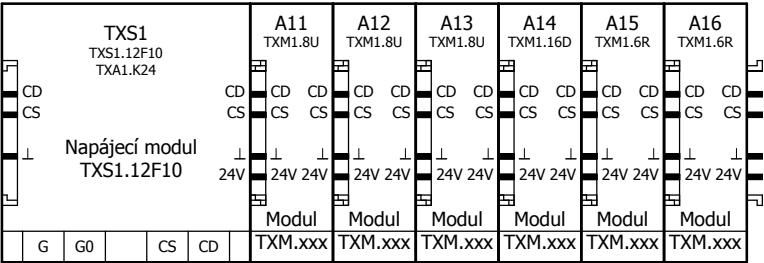 TXS1 A11 A12 A13 A14 A15 A16
TXS1.12F10 TXM1.8U TXM1.8U TXM1.8U TXM1.16D TXM1.6R TXM1.6R
TXA1.K24
CD CD CD CD CD CD CD CD CD CD CD CD CD CD
CS CS CS CS CS CS CS CS CS CS CS CS CS CS
Napájecí modul
TXS1.12F10
24V 24V 24V 24V 24V 24V 24V 24V 24V 24V 24V 24V 24V
Modul Modul Modul Modul Modul Modul
G G0 CS CD TXM.xxx TXM.xxx TXM.xxx TXM.xxx TXM.xxx TXM.xxx